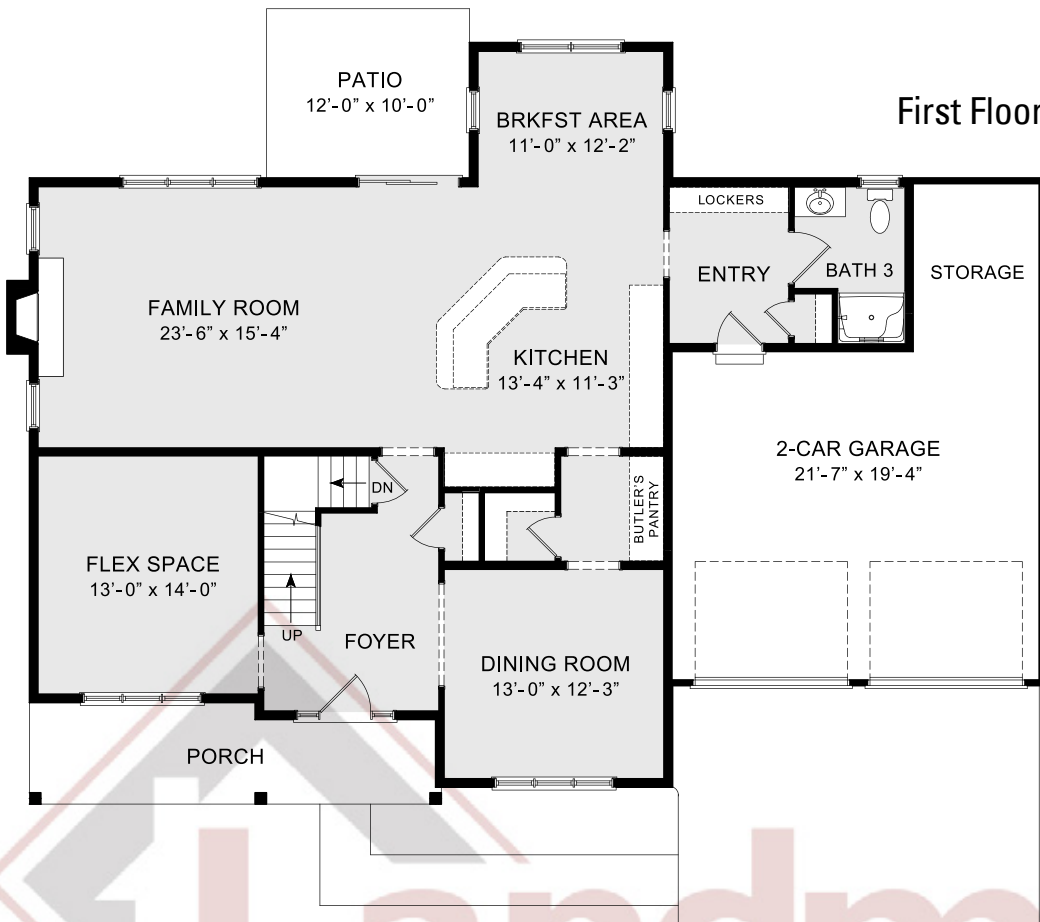 PATIO
12’-0” x 10’-0”
BRKFST AREA
11’-0” x 12’-2”
First Floor
LOCKERS
ENTRY
BATH 3
STORAGE
FAMILY ROOM
23’-6” x 15’-4”
KITCHEN
13’-4” x 11’-3”
2-CAR GARAGE
21’-7” x 19’-4”
DN
BUTLER’S
PANTRY
FLEX SPACE
13’-0” x 14’-0”
UP
FOYER
DINING ROOM
13’-0” x 12’-3”
PORCH